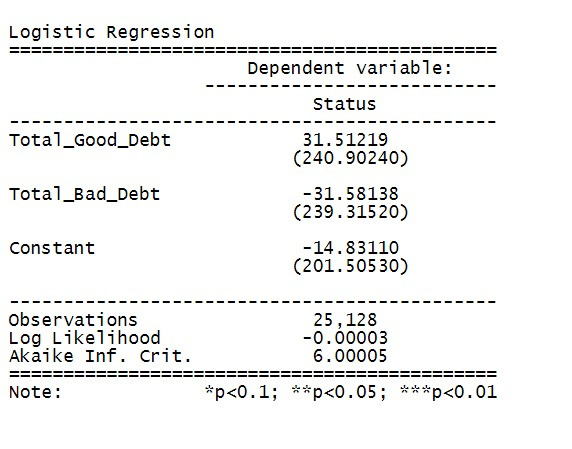 Logistic Regression
=============================================
Dependent variable:
---------------------------
Status
---------------------------------------------
Total_Good_Debt 31.51219
(240.90240)
Total_Bad_Debt -31.58138
(239.31520)
Constant -14.83110
(201.50530)
---------------------------------------------
Observations 25,128
Log Likelihood -0.00003
Akaike Inf. Crit. 6.00005
=============================================
Note: *p<0.1; **p<0.05; ***p<0.01